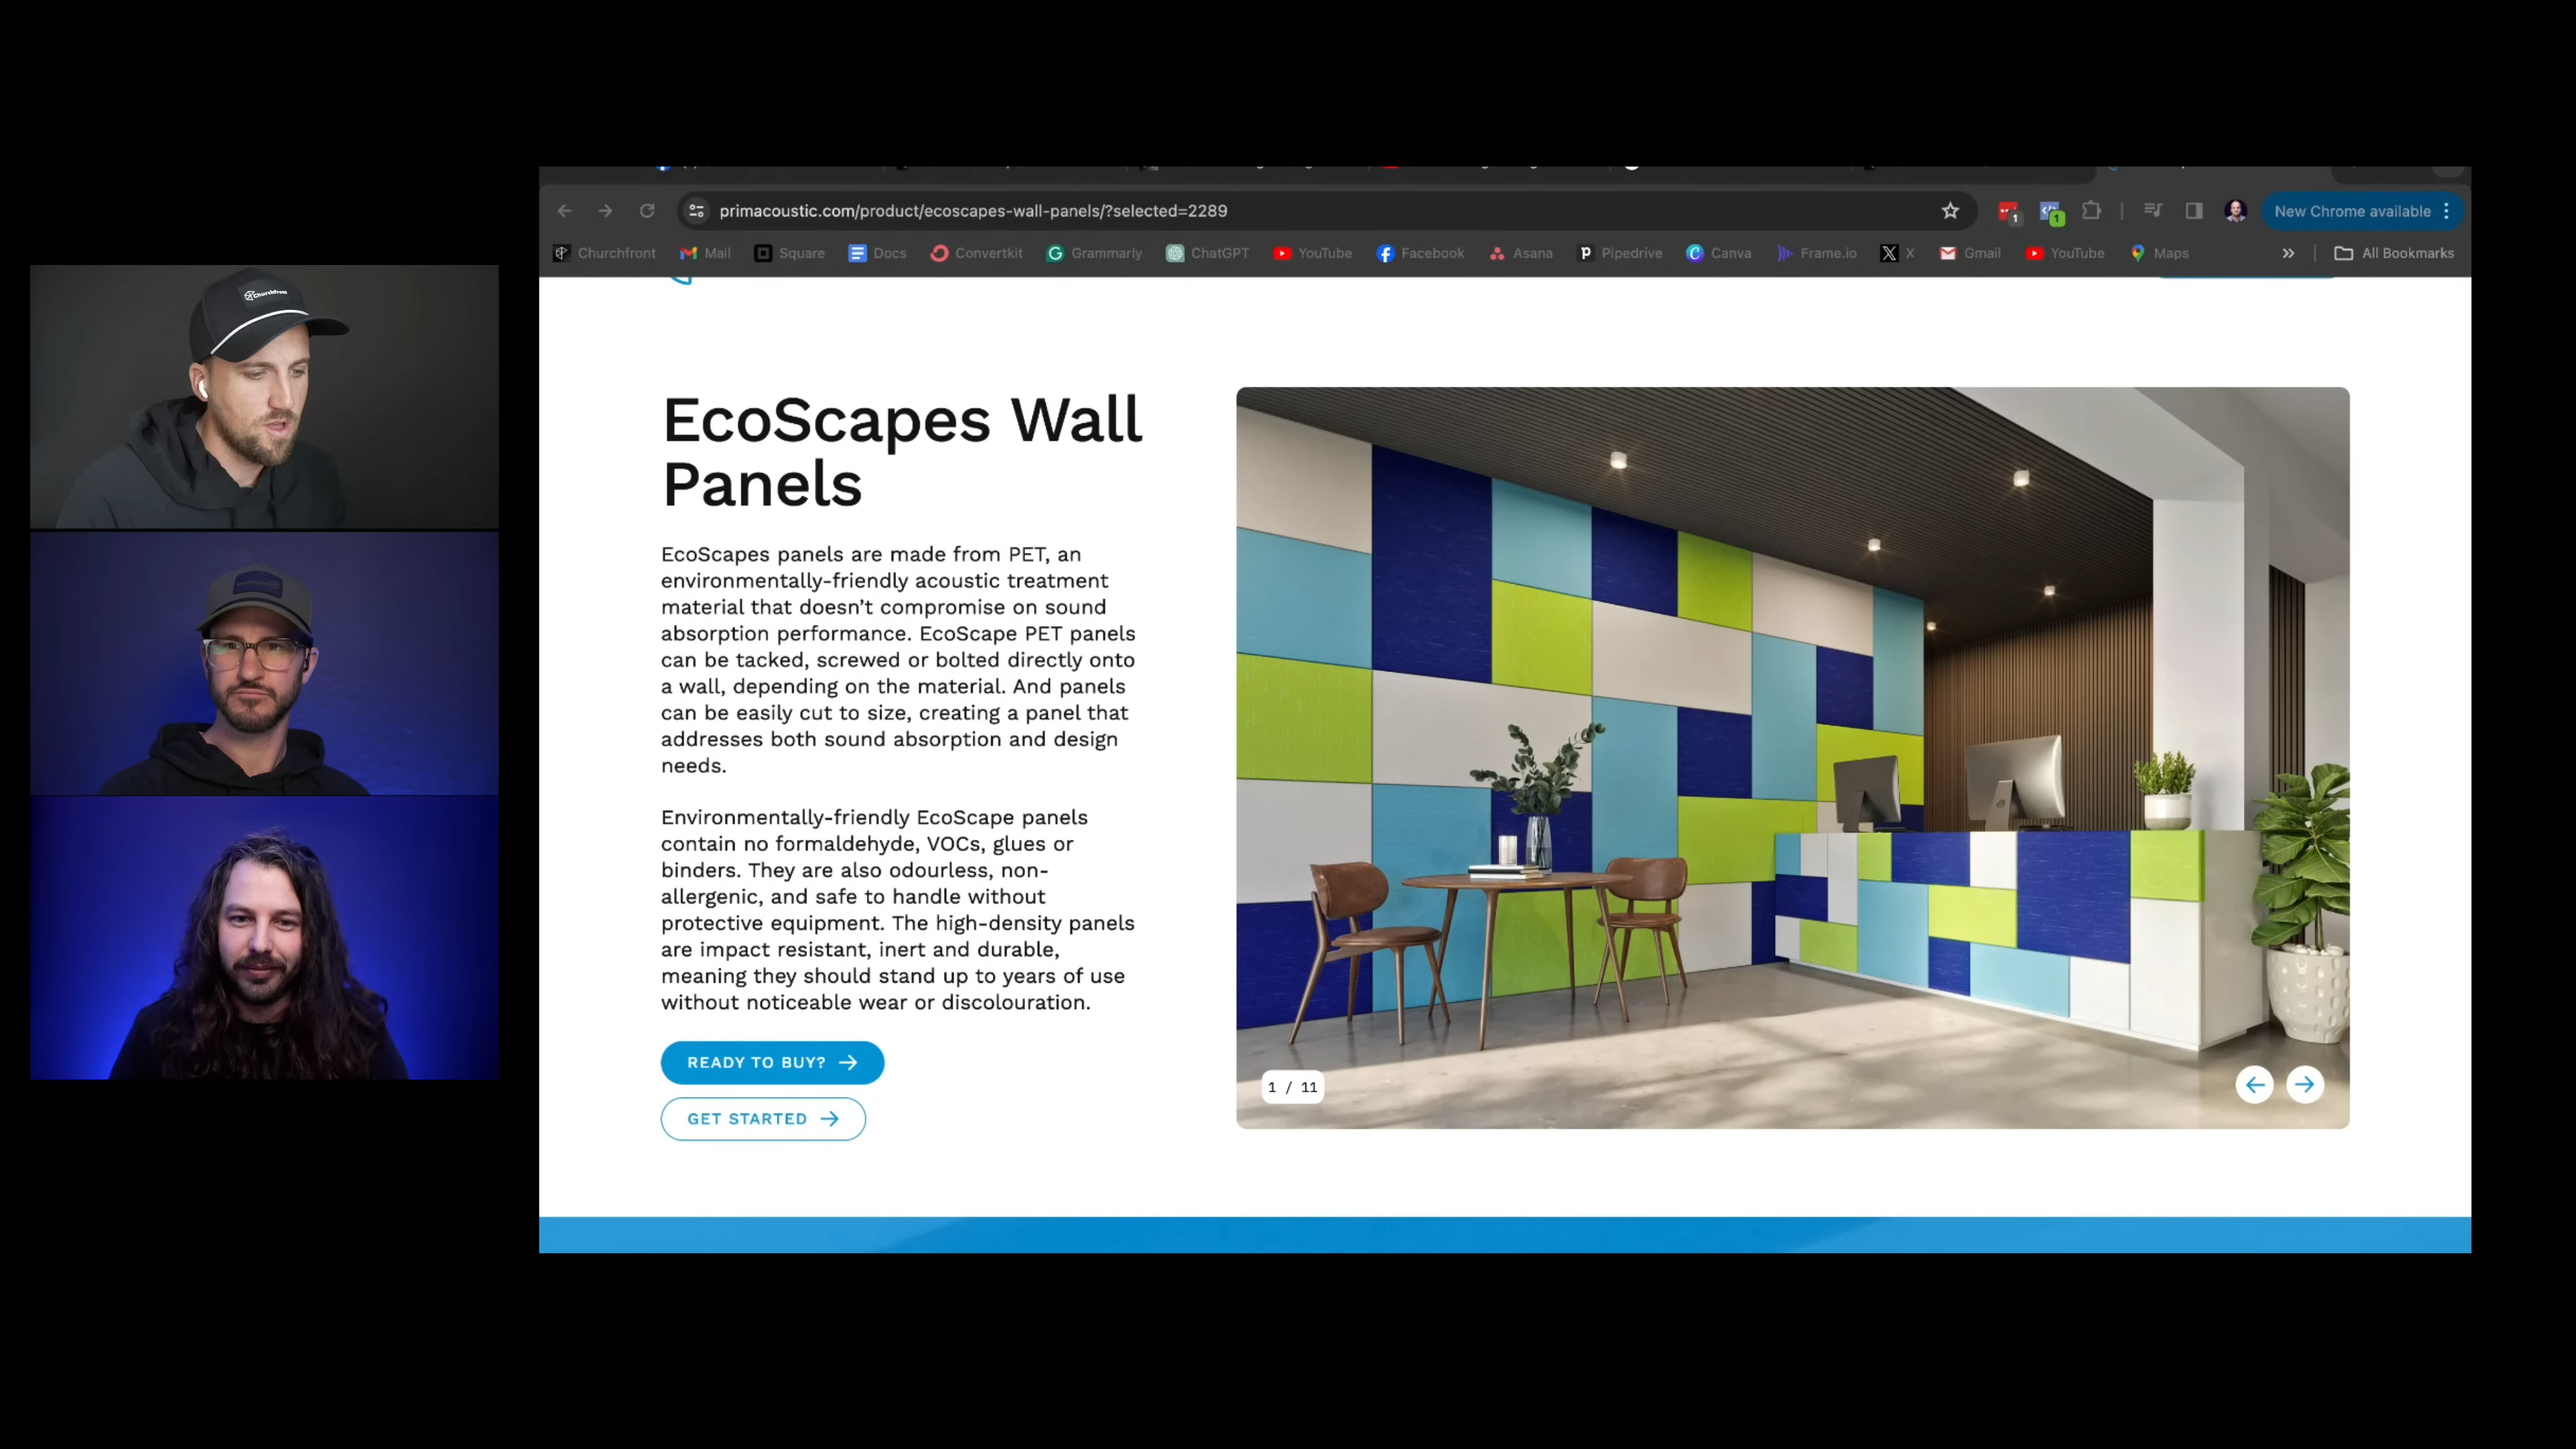 primacoustic.com/product/ecoscapes-wall-panels/?selected=2289
1
1
New Chrome available
Churchfront
Mail
Square
Docs
Convertkit
Grammarly
ChatGPT
YouTube
Facebook
Asana
Pipedrive
Canva
Frame.io
X
Gmail
YouTube
Maps
All Bookmarks
Churchfront
EcoScapes Wall
Panels
EcoScapes panels are made from PET, an
environmentally-friendly acoustic treatment
material that doesn't compromise on sound
absorption performance. EcoScape PET panels
can be tacked, screwed or bolted directly onto
a wall, depending on the material. And panels
can be easily cut to size, creating a panel that
addresses both sound absorption and design
needs.
Environmentally-friendly EcoScape panels
contain no formaldehyde, VOCs, glues or
binders. They are also odourless, non-
allergenic, and safe to handle without
protective equipment. The high-density panels
are impact resistant, inert and durable,
meaning they should stand up to years of use
without noticeable wear or discolouration.
READY TO BUY?
GET STARTED
1 / 11